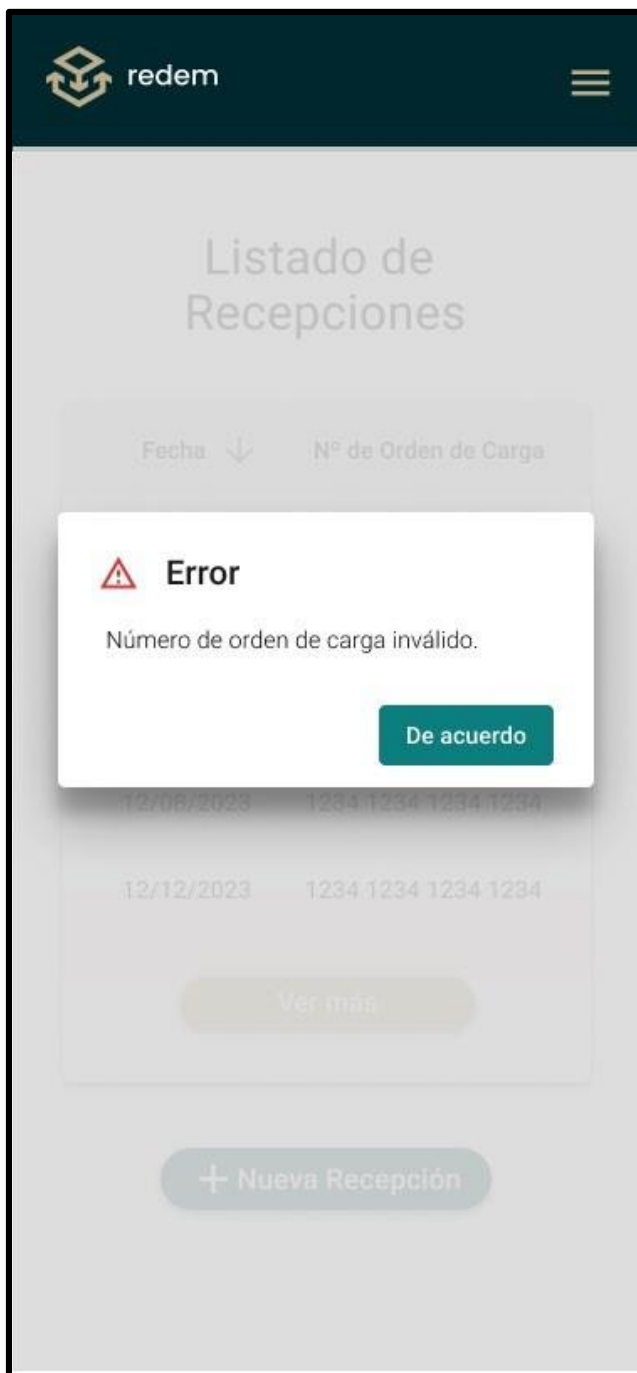 redem
Listado de
Recepciones
Fecha Nº de Orden de Carga
Error
Número de orden de carga inválido.
De acuerdo
12/08/2023 1234 1234 1234 1234
12/12/2023 1234 1234 1234 1234
Ver más
Nueva Recepción